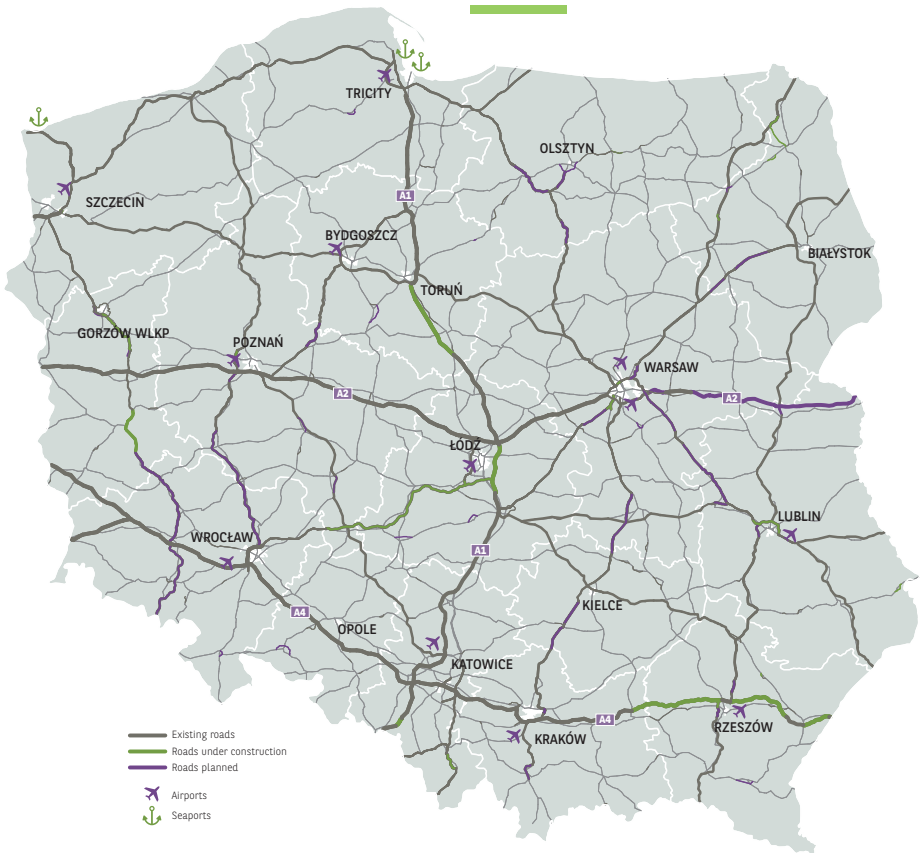 TRICITY
OLSZTYN
A1
SZCZECIN
BYDGOSZCZ
BIAŁYSTOK
TORUŃ
GORZÓW WLKP
POZNAŃ
WARSAW
A2
A2
ŁÓDŹ
LUBLIN
WROCŁAW
A1
KIELCE
A4
OPOLE
KATOWICE
A4
RZESZÓW
KRAKÓW
Existing roads
Roads under construction
Roads planned
Airports
Seaports